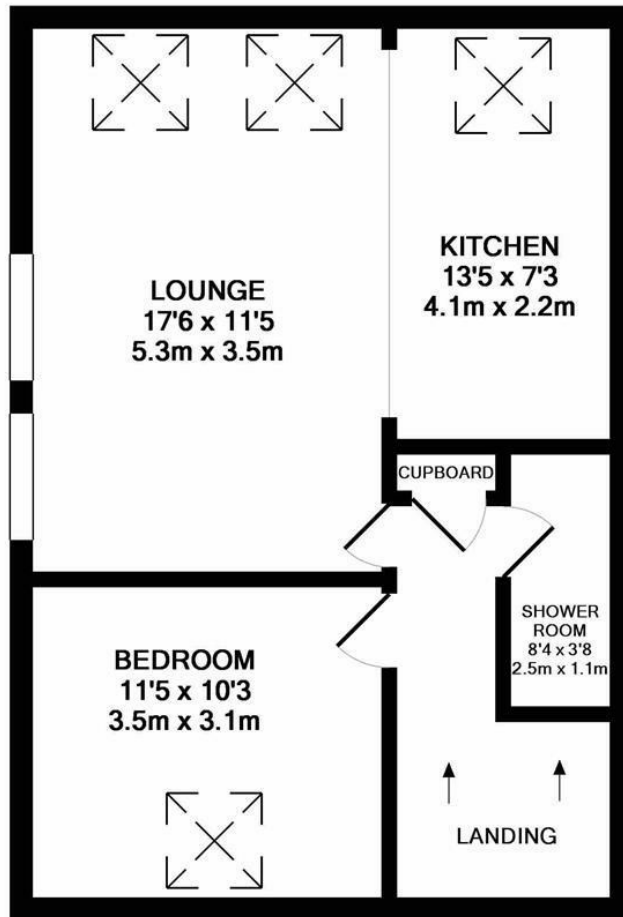 LOUNGE
17'6 x 11'5
5.3m x 3.5m
KITCHEN
13'5 x 7'3
4.1m x 2.2m
CUPBOARD
SHOWER
ROOM
8'4 x 3'8
2.5m x 1.1m
BEDROOM
11'5 x 10'3
3.5m x 3.1m
LANDING